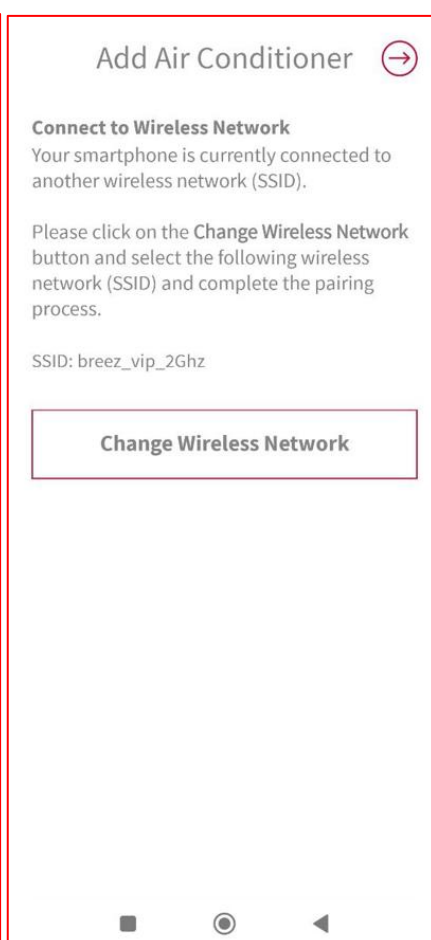 Add Air Conditioner
Connect to Wireless Network
Your smartphone is currently connected to
another wireless network (SSID).
Please click on the Change Wireless Network
button and select the following wireless
network (SSID) and complete the pairing
process.
SSID: breez_vip_2Ghz
Change Wireless Network